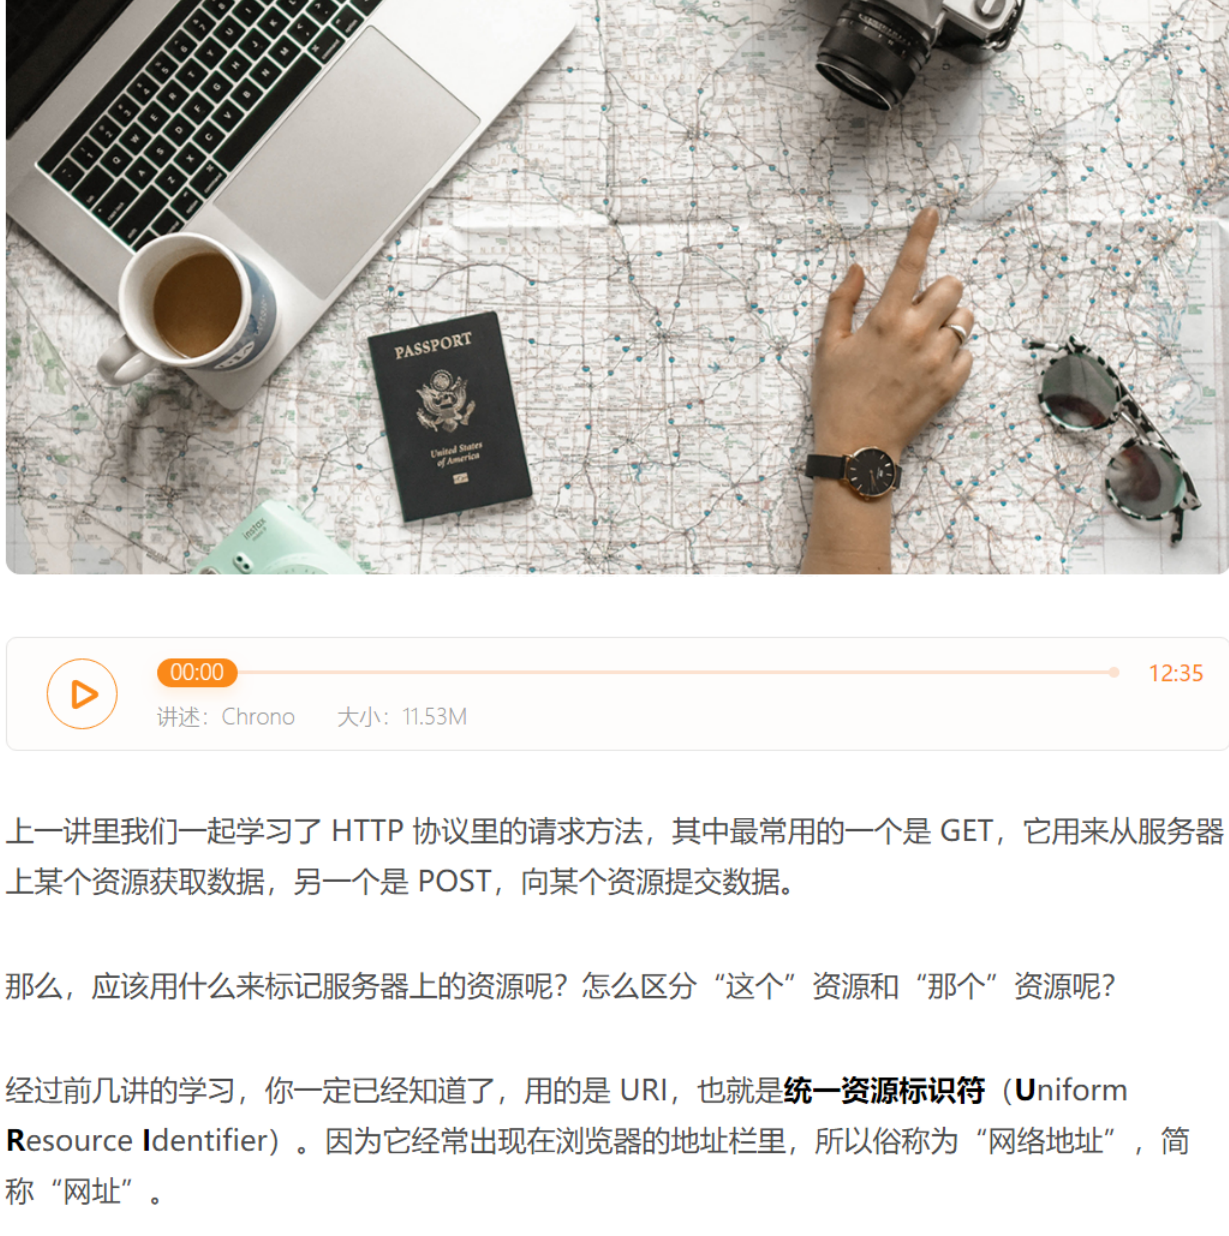 PASSPORT
United States
of America
instax
00:00
12:35
讲述：Chrono 大小：11.53M
上一讲里我们一起学习了 HTTP 协议里的请求方法，其中最常用的一个是 GET，它用来从服务器
上某个资源获取数据，另一个是 POST，向某个资源提交数据。
那么，应该用什么来标记服务器上的资源呢？怎么区分“这个”资源和“那个”资源呢？
经过前几讲的学习，你一定已经知道了，用的是 URI，也就是统一资源标识符（Uniform
Resource Identifier）。因为它经常出现在浏览器的地址栏里，所以俗称为“网络地址”，简
称“网址”。